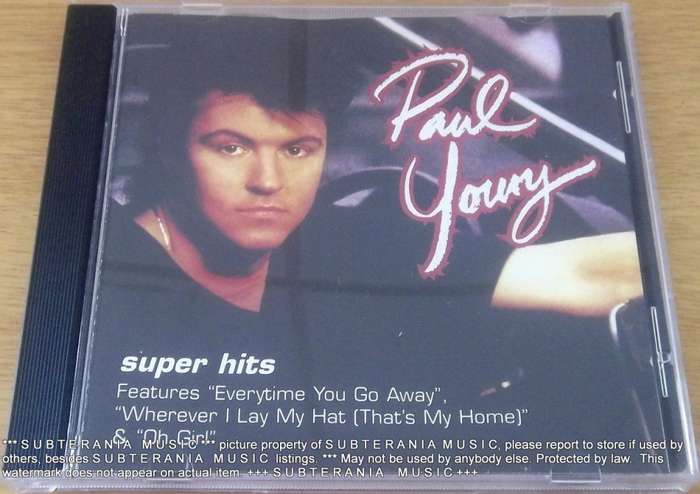 Paul
Young
super hits
Features "Everytime You Go Away",
"Wherever I Lay My Hat (That's My Home)"
& "Oh Girl"
*** S U B T E R A N I A   M U S I C *** picture property of S U B T E R A N I A M U S I C, please report to store if used by
others, besides S U B T E R A N I A  M U S I C  listings. *** May not be used by anybody else. Protected by law.  This
watermark does not appear on actual item  +++ S U B T E R A N I A   M U S I C +++